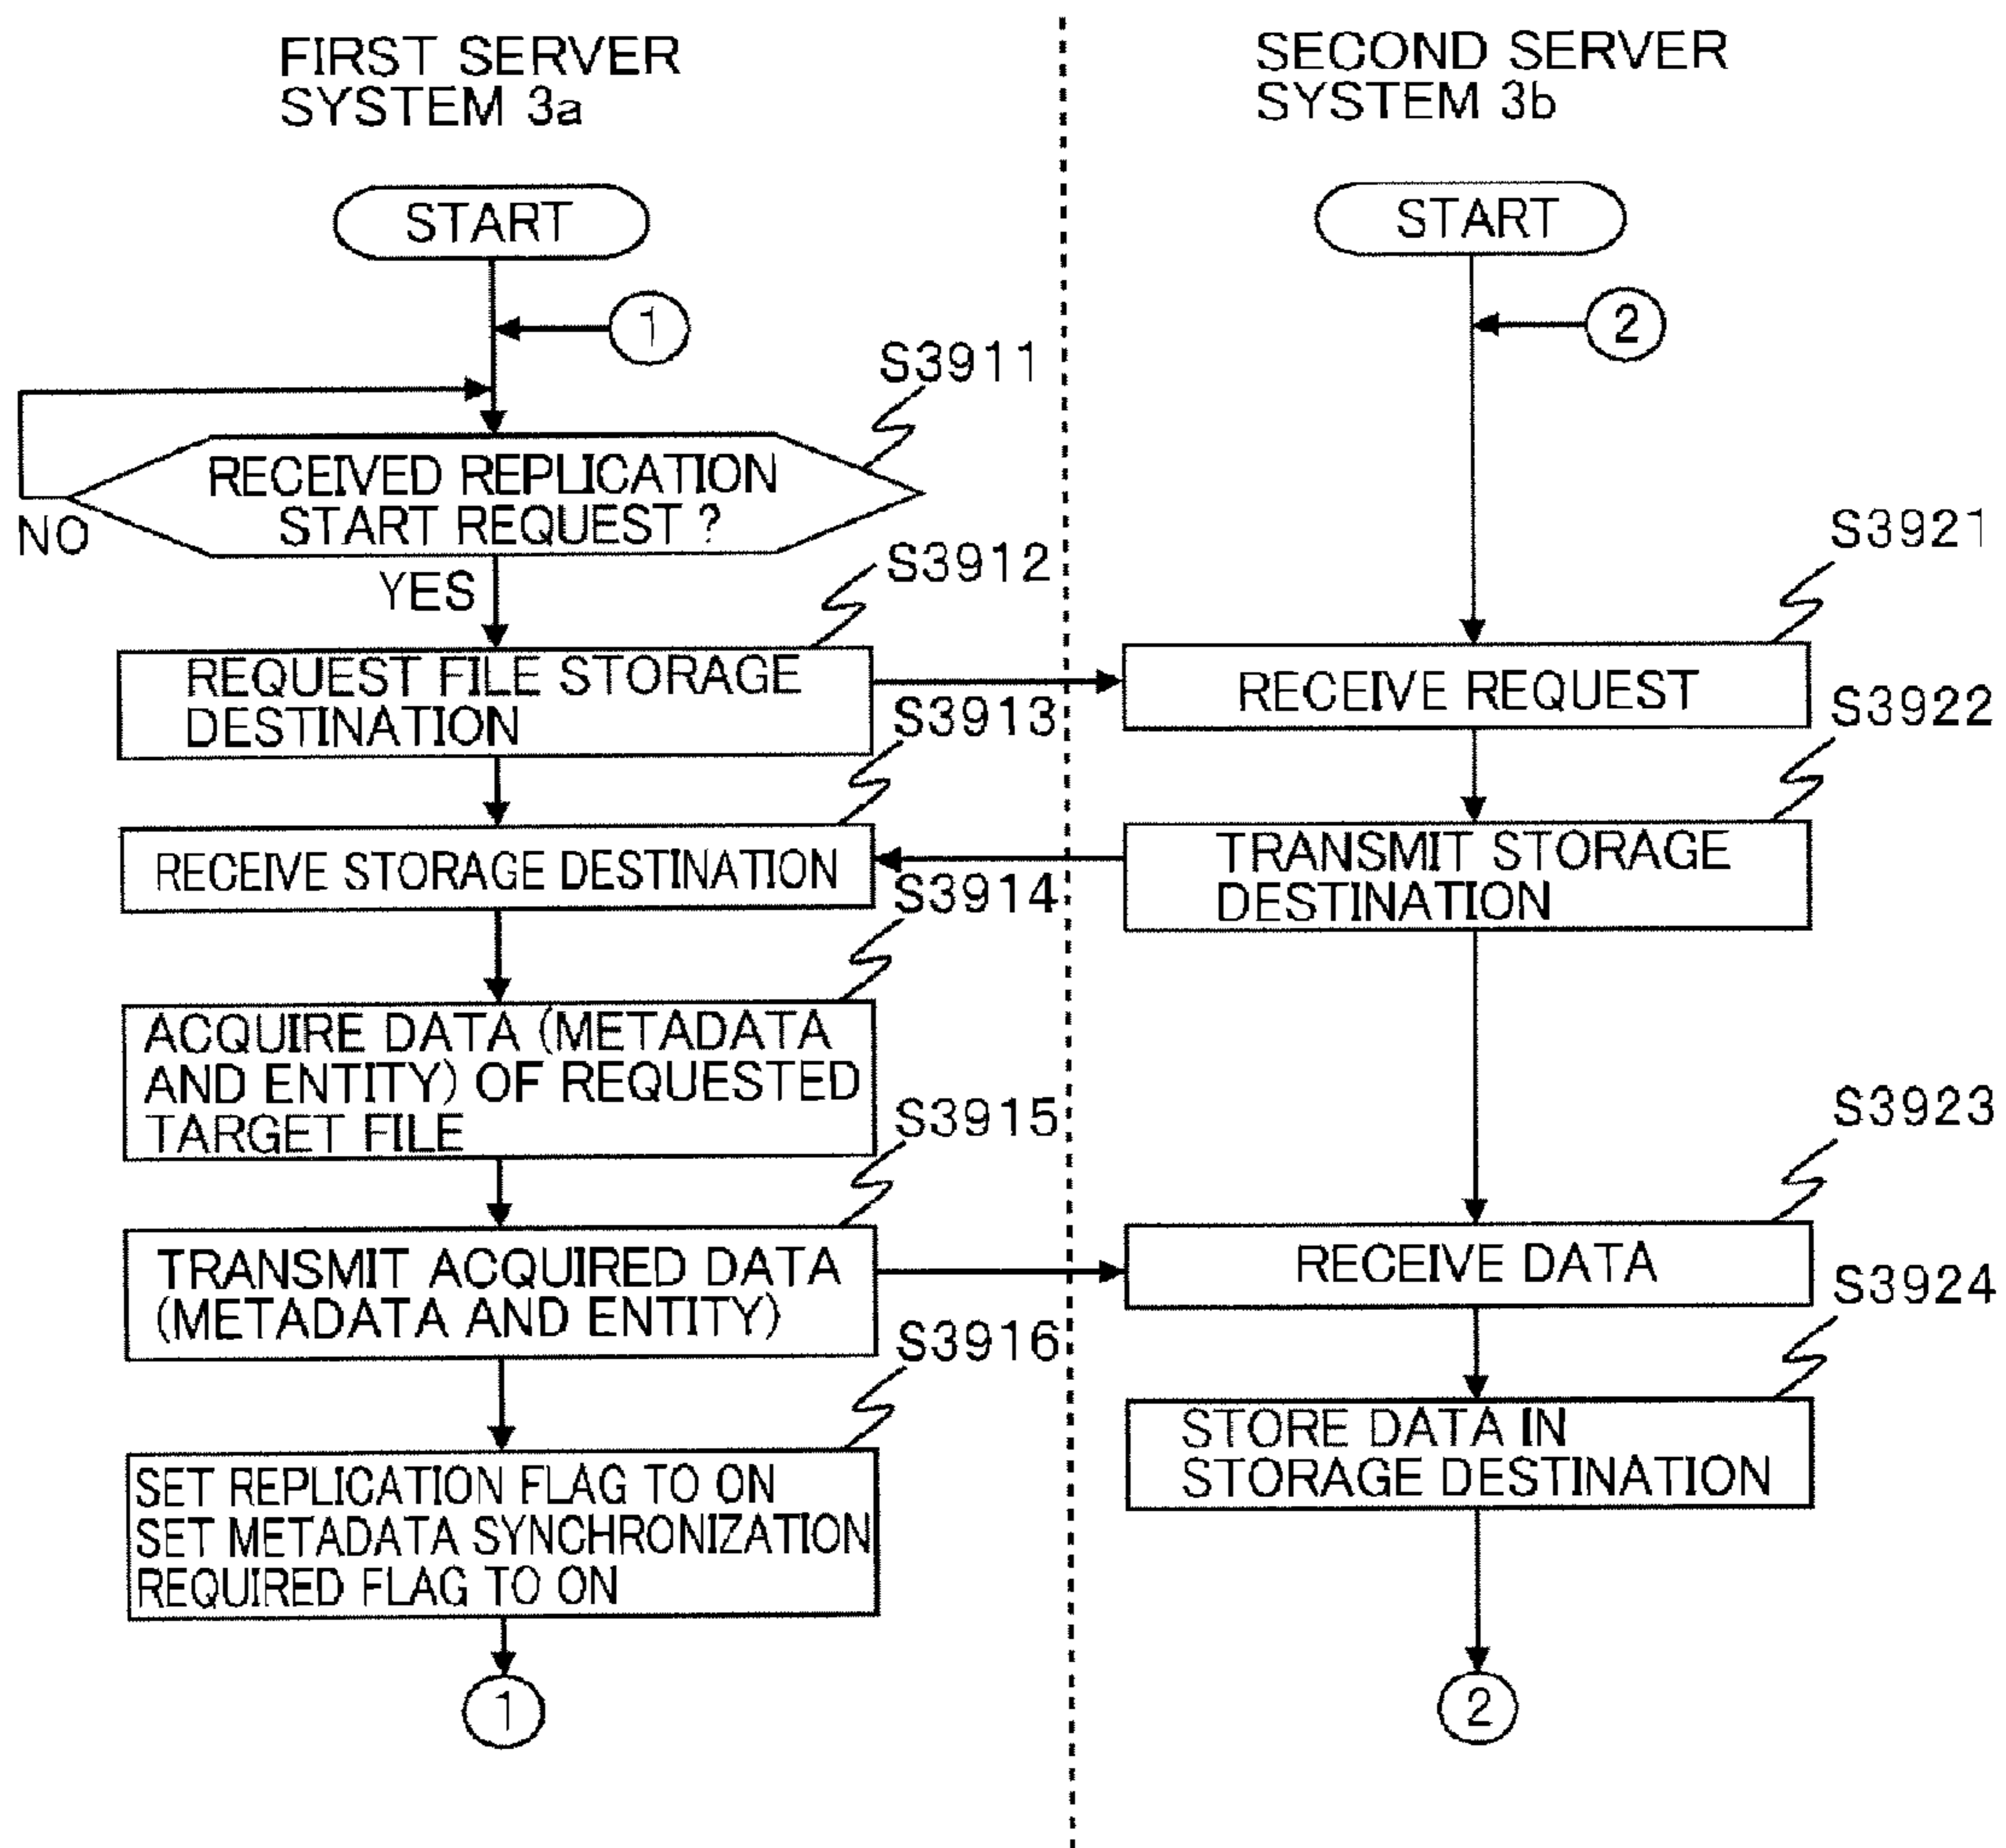 FIRST SERVER
SYSTEM 3a
START
1
S3911
RECEIVED REPLICATION
START REQUEST ?
NO
YES
S3912
REQUEST FILE STORAGE
DESTINATION
S3913
RECEIVE STORAGE DESTINATION
S3914
ACQUIRE DATA (METADATA
AND ENTITY) OF REQUESTED
TARGET FILE
S3915
TRANSMIT ACQUIRED DATA
(METADATA AND ENTITY)
S3916
SET REPLICATION FLAG TO ON
SET METADATA SYNCHRONIZATION
REQUIRED FLAG TO ON
1
SECOND SERVER
SYSTEM 3b
START
2
S3921
RECEIVE REQUEST
S3922
TRANSMIT STORAGE
DESTINATION
S3923
RECEIVE DATA
S3924
STORE DATA IN
STORAGE DESTINATION
2